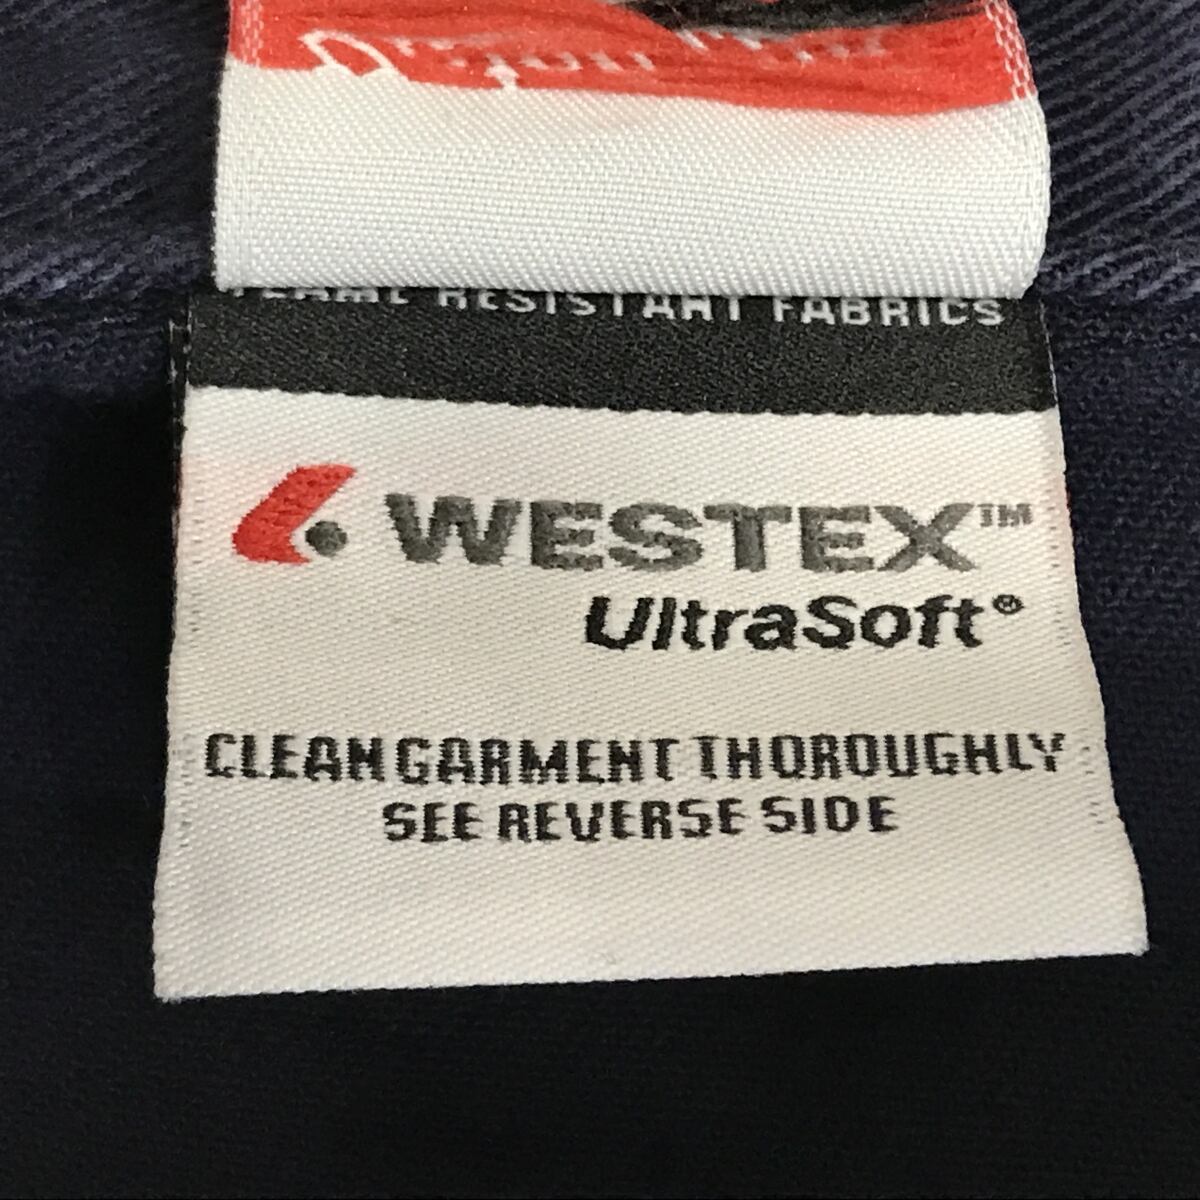 FLAME RESISTANT FABRICS
WESTEX™
UltraSoft®
CLEAN GARMENT THOROUGHLY
SEE REVERSE SIDE